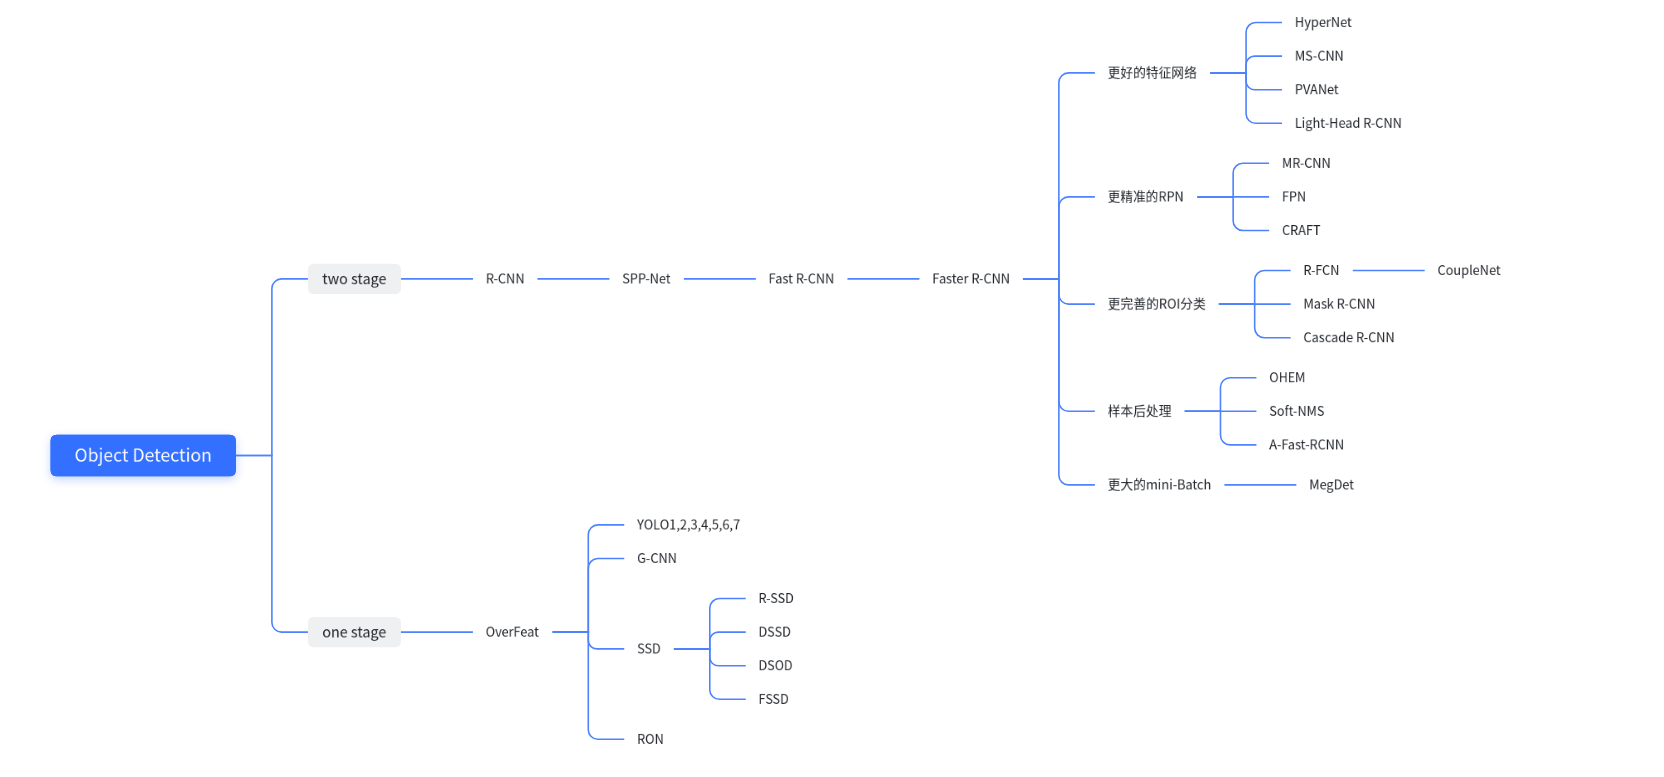 Object Detection
two stage
R-CNN
SPP-Net
Fast R-CNN
Faster R-CNN
更好的特征网络
HyperNet
MS-CNN
PVANet
Light-Head R-CNN
更精准的RPN
MR-CNN
FPN
CRAFT
更完善的ROI分类
R-FCN
CoupleNet
Mask R-CNN
Cascade R-CNN
样本后处理
OHEM
Soft-NMS
A-Fast-RCNN
更大的mini-Batch
MegDet
one stage
OverFeat
YOLO1,2,3,4,5,6,7
G-CNN
SSD
R-SSD
DSSD
DSOD
FSSD
RON